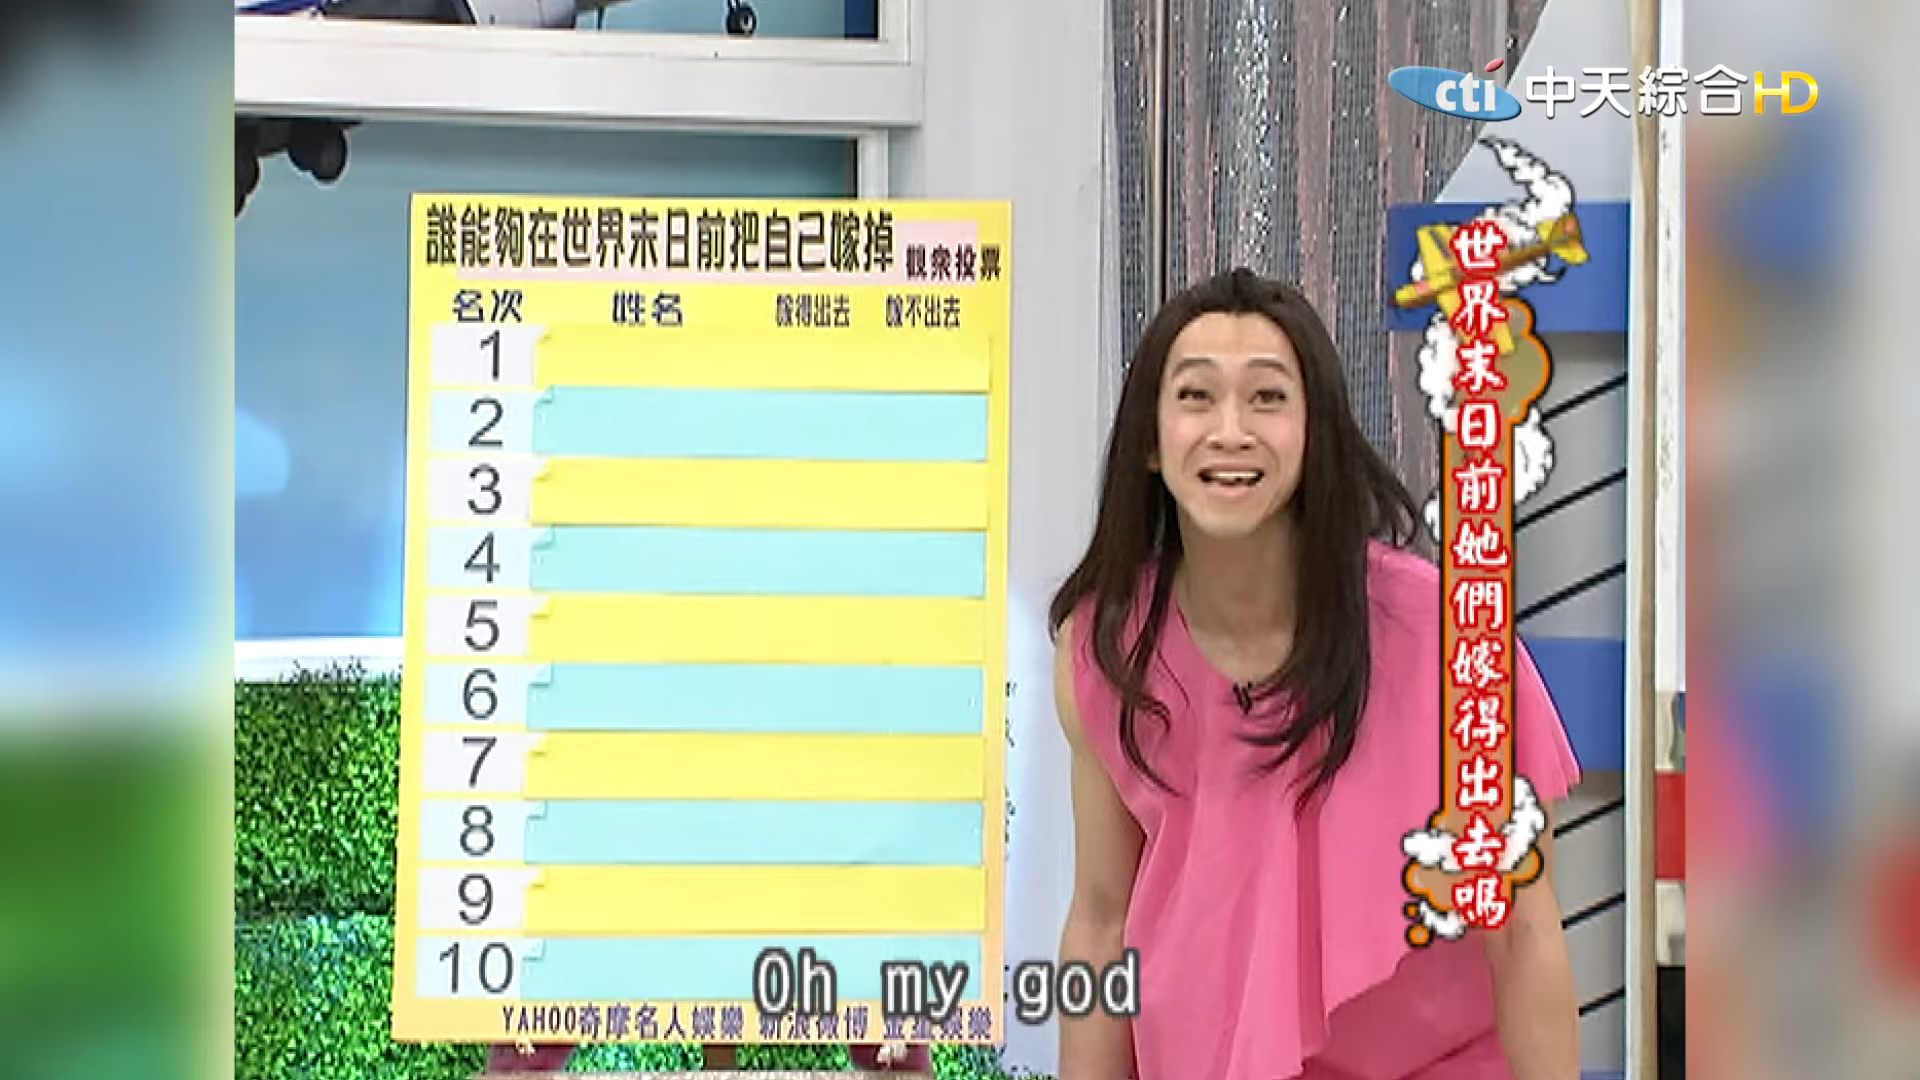 cti 中天綜合HD
誰能夠在世界末日前把自己嫁掉 觀眾投票
名次 姓名 嫁得出去 嫁不出去
1
2
3
4
5
6
7
8
9
10
YAHOO奇摩名人娛樂 新浪微博
世界末日前她們嫁得出去嗎
Oh my god